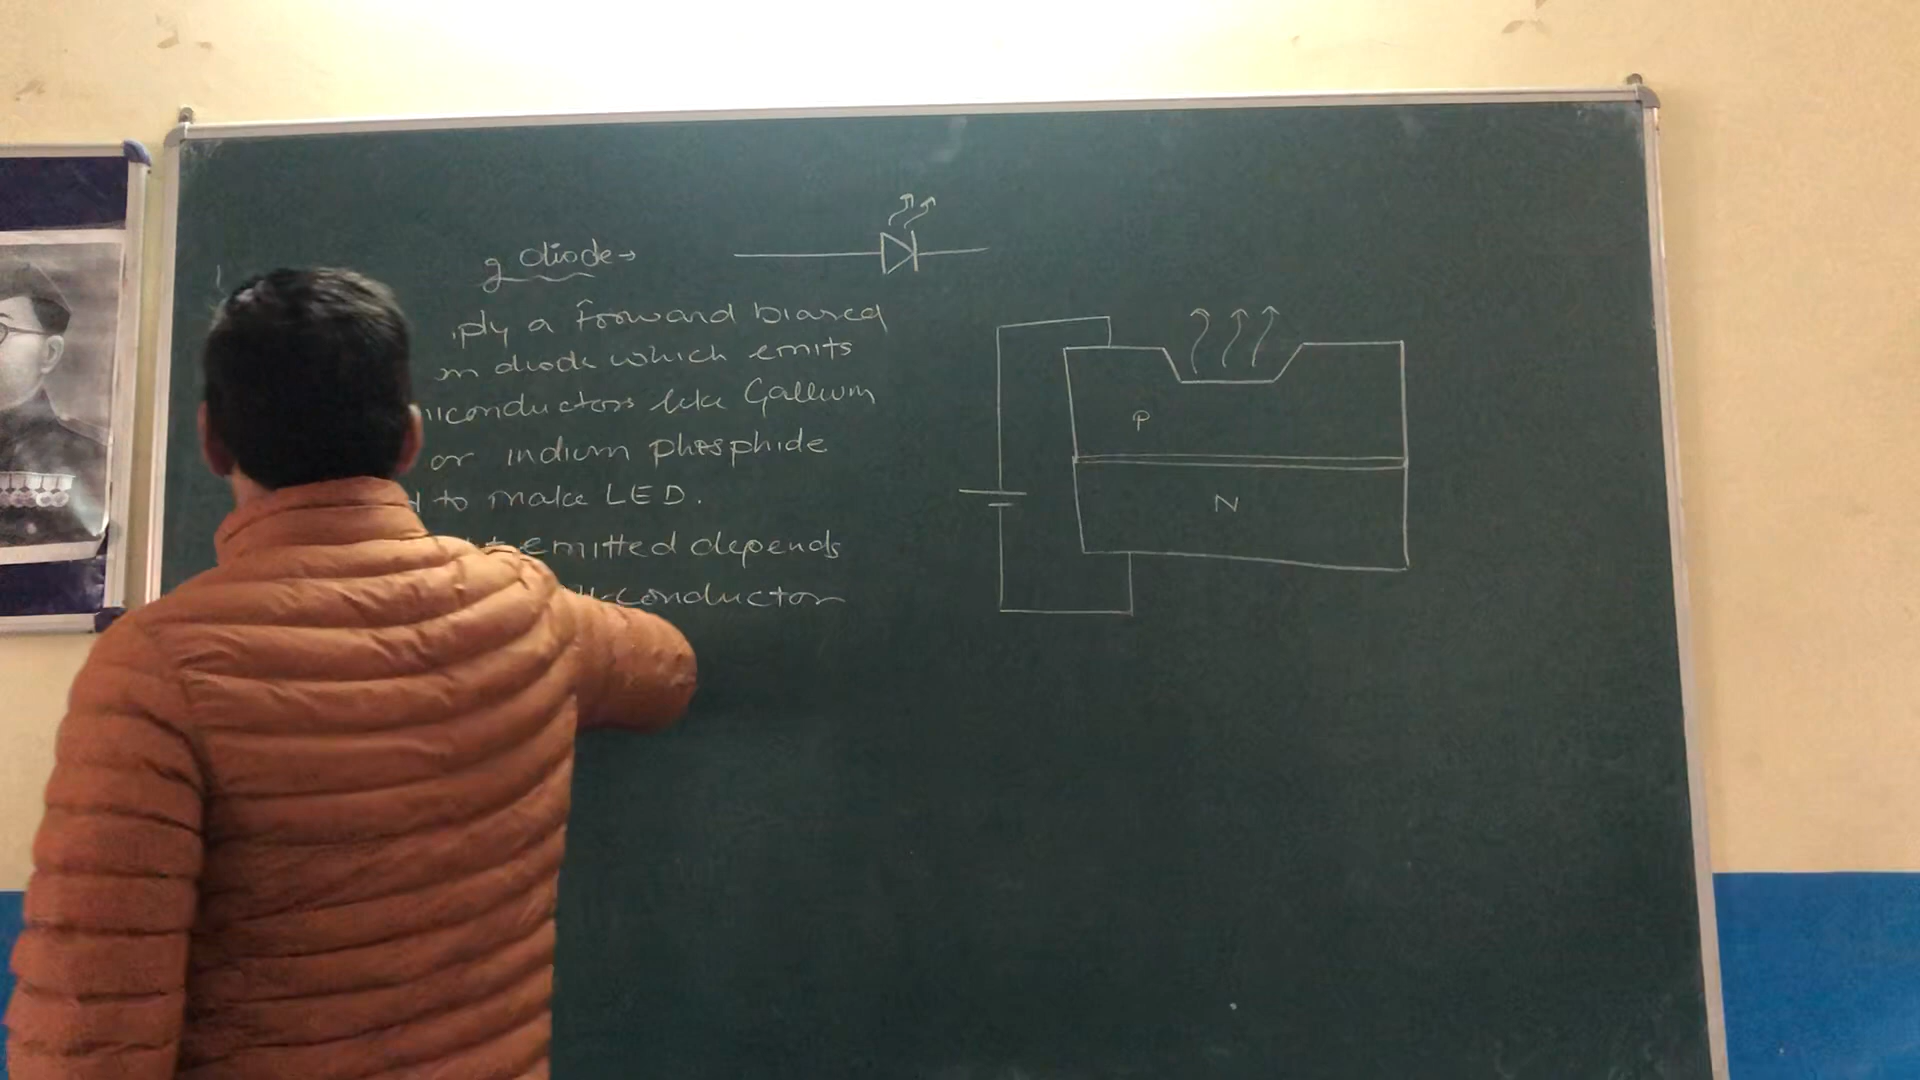 g diode→
ply a forward biased
n diode which emits
iconductors like Gallium
or indium phosphide
to make LED.
emitted depends
conductor
P
N